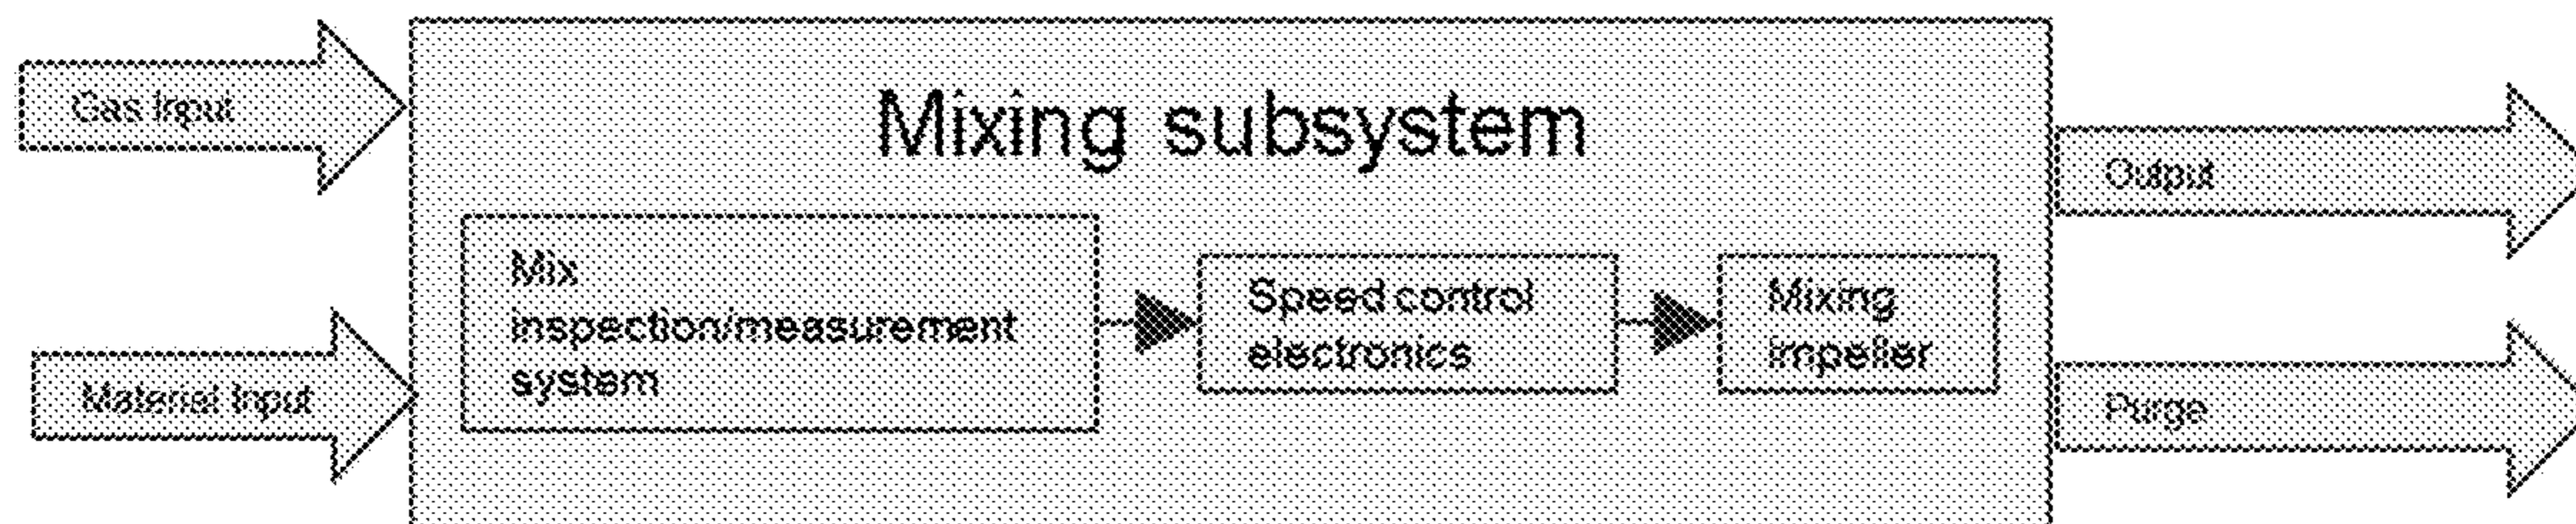 Gas Input
Mixing subsystem
Output
Mix
inspection/measurement
system
Speed control
electronics
Mixing
impeller
Material Input
Purge